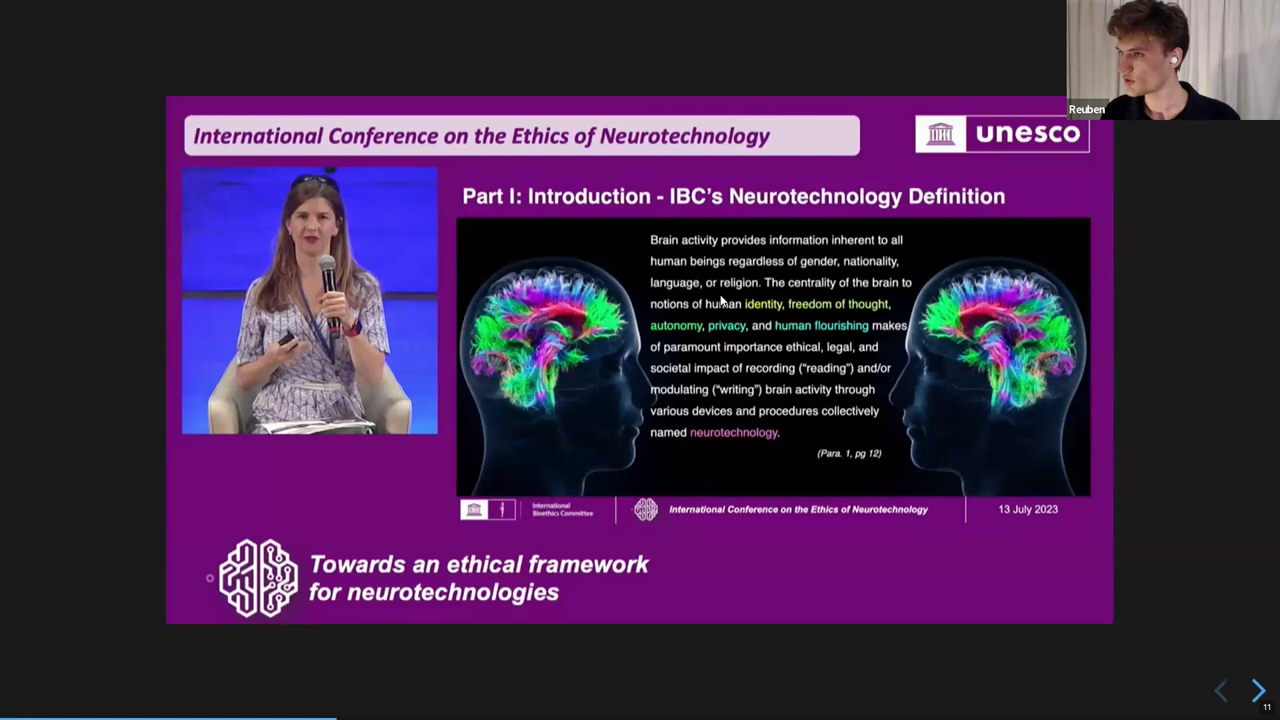 Reuben
International Conference on the Ethics of Neurotechnology
unesco
Part I: Introduction - IBC's Neurotechnology Definition
Brain activity provides information inherent to all
human beings regardless of gender, nationality,
language, or religion. The centrality of the brain to
notions of human identity, freedom of thought,
autonomy, privacy, and human flourishing makes
of paramount importance ethical, legal, and
societal impact of recording (“reading”) and/or
modulating (“writing”) brain activity through
various devices and procedures collectively
named neurotechnology.
(Para. 1, pg 12)
International
Bioethics Committee
International Conference on the Ethics of Neurotechnology
13 July 2023
Towards an ethical framework
for neurotechnologies
11